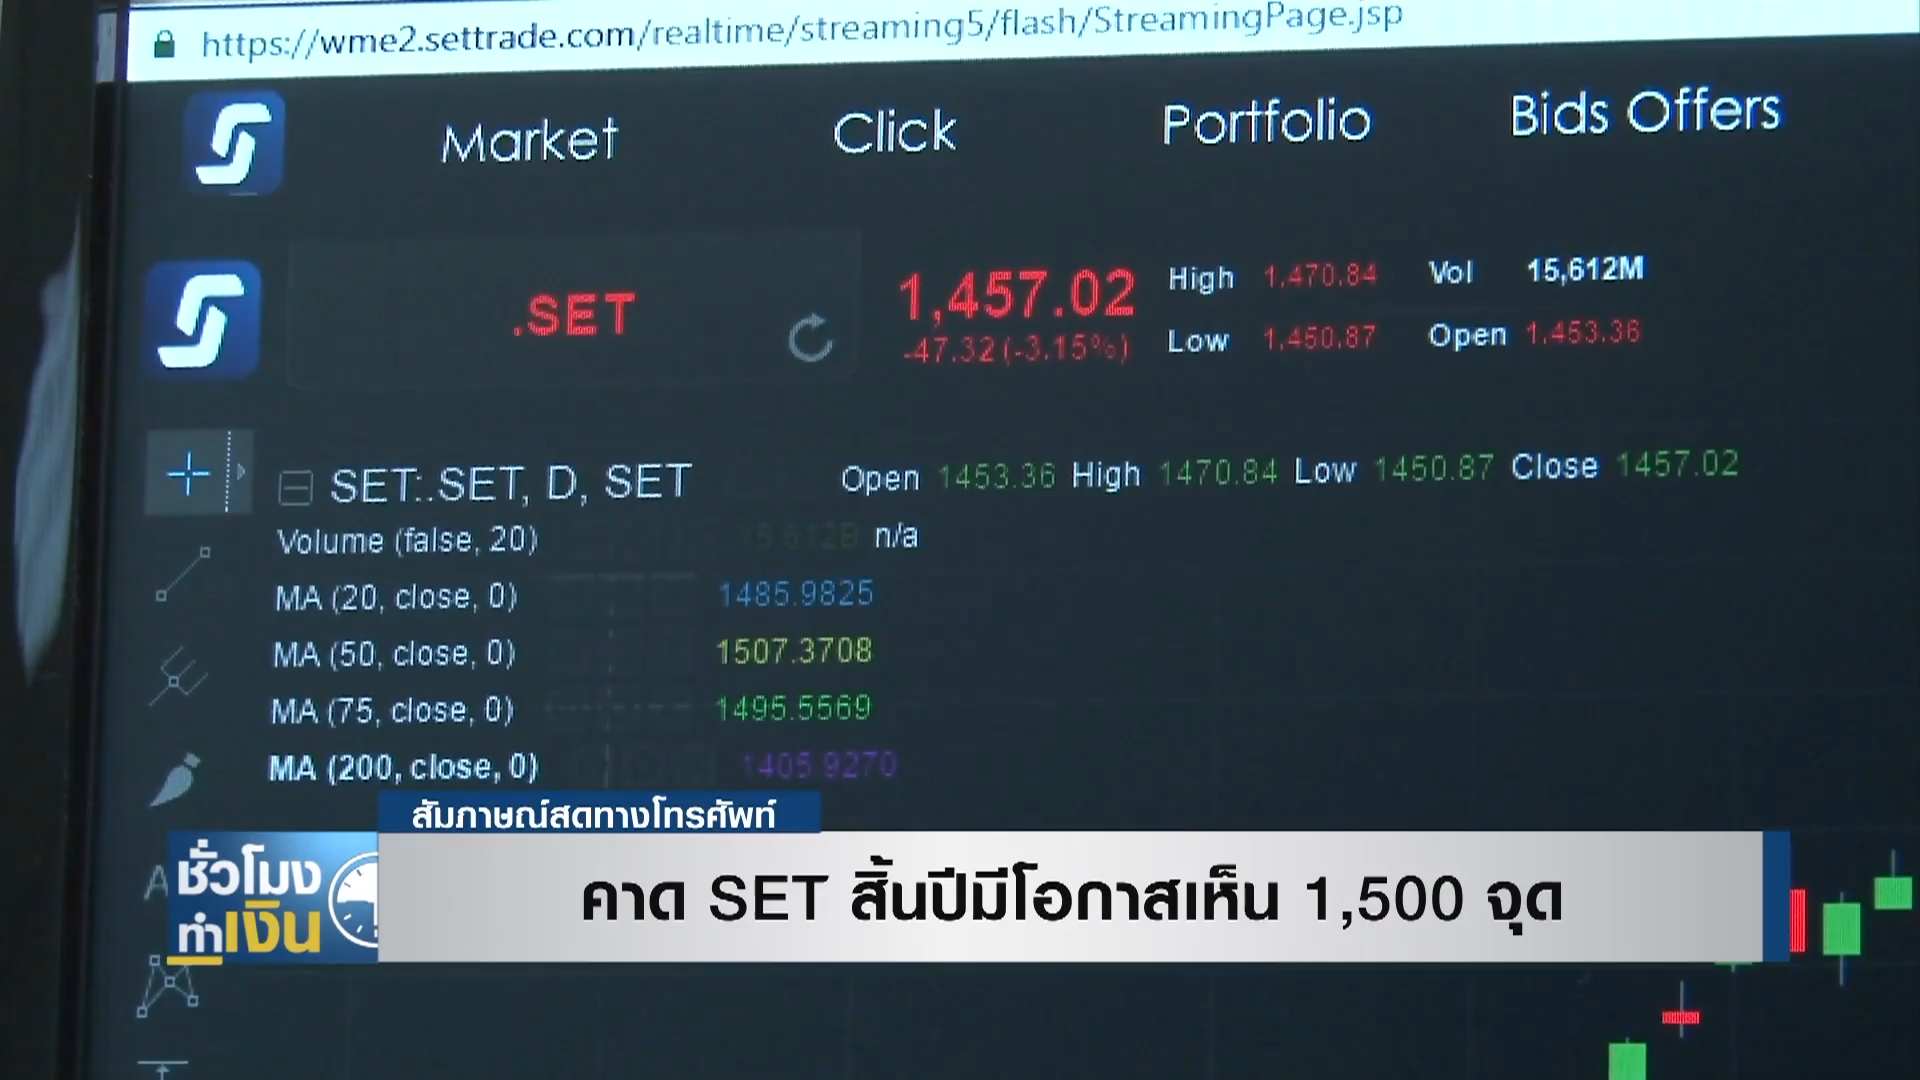 https://wme2.settrade.com/realtime/streaming5/flash/StreamingPage.jsp
Market Click Portfolio Bids Offers
.SET 1,457.02 High 1,470.84 Vol 15,612M
-47.32 (-3.15%) Low 1,450.87 Open 1,453.36
SET:.SET, D, SET Open 1453.36 High 1470.84 Low 1450.87 Close 1457.02
Volume (false, 20) 15.612B n/a
MA (20, close, 0) 1485.9825
MA (50, close, 0) 1507.3708
MA (75, close, 0) 1495.5569
MA (200, close, 0) 1405.9270
สัมภาษณ์สดทางโทรศัพท์
ชั่วโมง
ทำเงิน
คาด SET สิ้นปีมีโอกาสเห็น 1,500 จุด